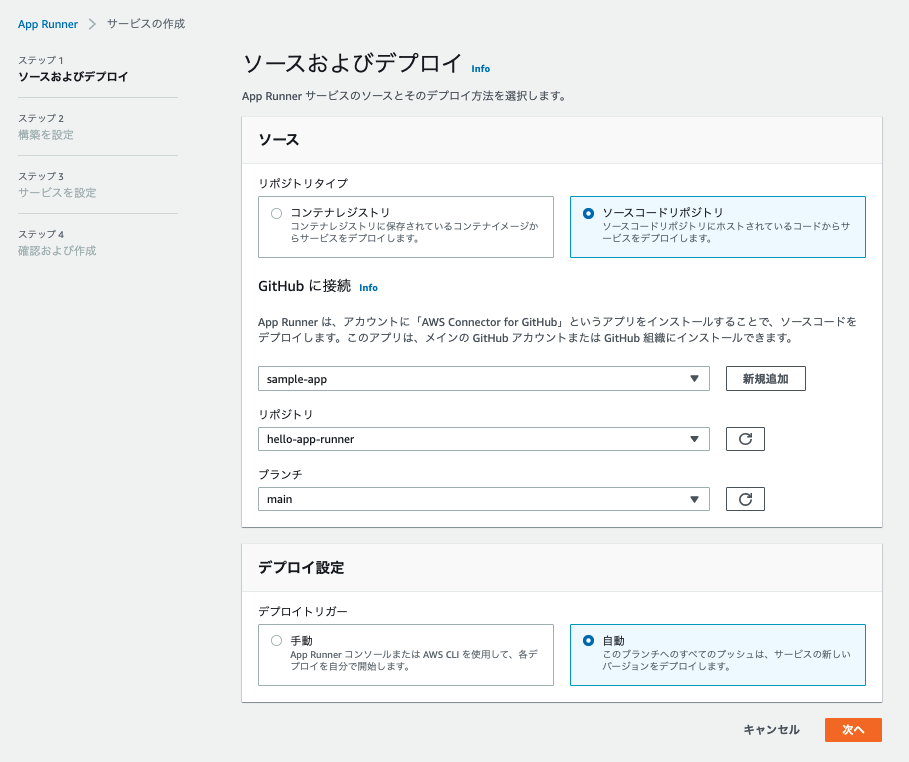 App Runner > サービスの作成
ステップ 1
ソースおよびデプロイ
ステップ 2
構築を設定
ステップ 3
サービスを設定
ステップ 4
確認および作成
ソースおよびデプロイ Info
App Runner サービスのソースとそのデプロイ方法を選択します。
ソース
リポジトリタイプ
コンテナレジストリ
コンテナレジストリに保存されているコンテナイメージか
らサービスをデプロイします。
ソースコードリポジトリ
ソースコードリポジトリにホストされているコードからサ
ービスをデプロイします。
GitHub に接続 Info
App Runner は、アカウントに「AWS Connector for GitHub」というアプリをインストールすることで、ソースコードを
デプロイします。このアプリは、メインの GitHub アカウントまたは GitHub 組織にインストールできます。
sample-app
新規追加
リポジトリ
hello-app-runner
ブランチ
main
デプロイ設定
デプロイトリガー
手動
App Runner コンソールまたは AWS CLI を使用して、各デ
プロイを自分で開始します。
自動
このブランチへのすべてのプッシュは、サービスの新しい
バージョンをデプロイします。
キャンセル
次へ